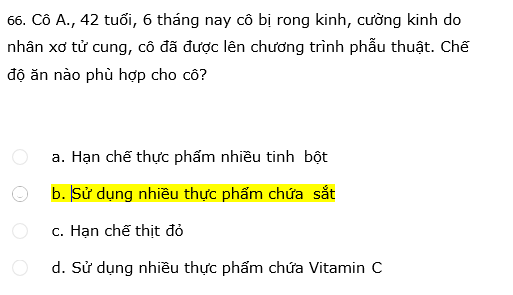 66. Cô A., 42 tuổi, 6 tháng nay cô bị rong kinh, cường kinh do
nhân xơ tử cung, cô đã được lên chương trình phẫu thuật. Chế
độ ăn nào phù hợp cho cô?
a. Hạn chế thực phẩm nhiều tinh bột
b. Sử dụng nhiều thực phẩm chứa sắt
c. Hạn chế thịt đỏ
d. Sử dụng nhiều thực phẩm chứa Vitamin C